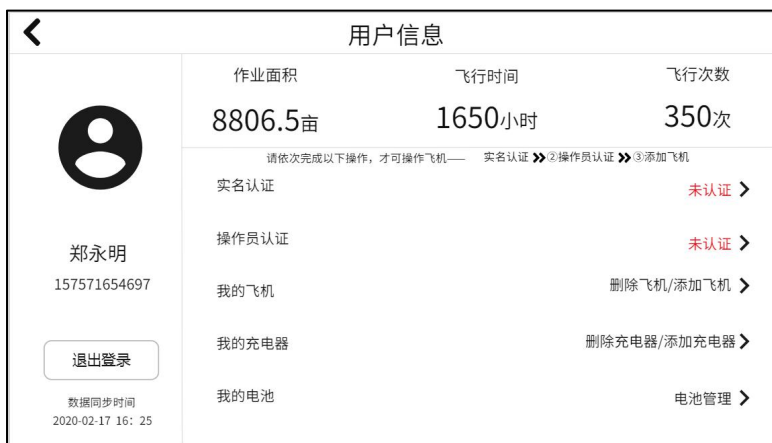 用户信息
作业面积 飞行时间 飞行次数
8806.5亩 1650小时 350次
请依次完成以下操作，才可操作飞机—— 实名认证 >> ②操作员认证 >> ③添加飞机
实名认证 未认证
操作员认证 未认证
我的飞机 删除飞机/添加飞机
我的充电器 删除充电器/添加充电器
我的电池 电池管理
郑永明
157571654697
退出登录
数据同步时间
2020-02-17 16：25